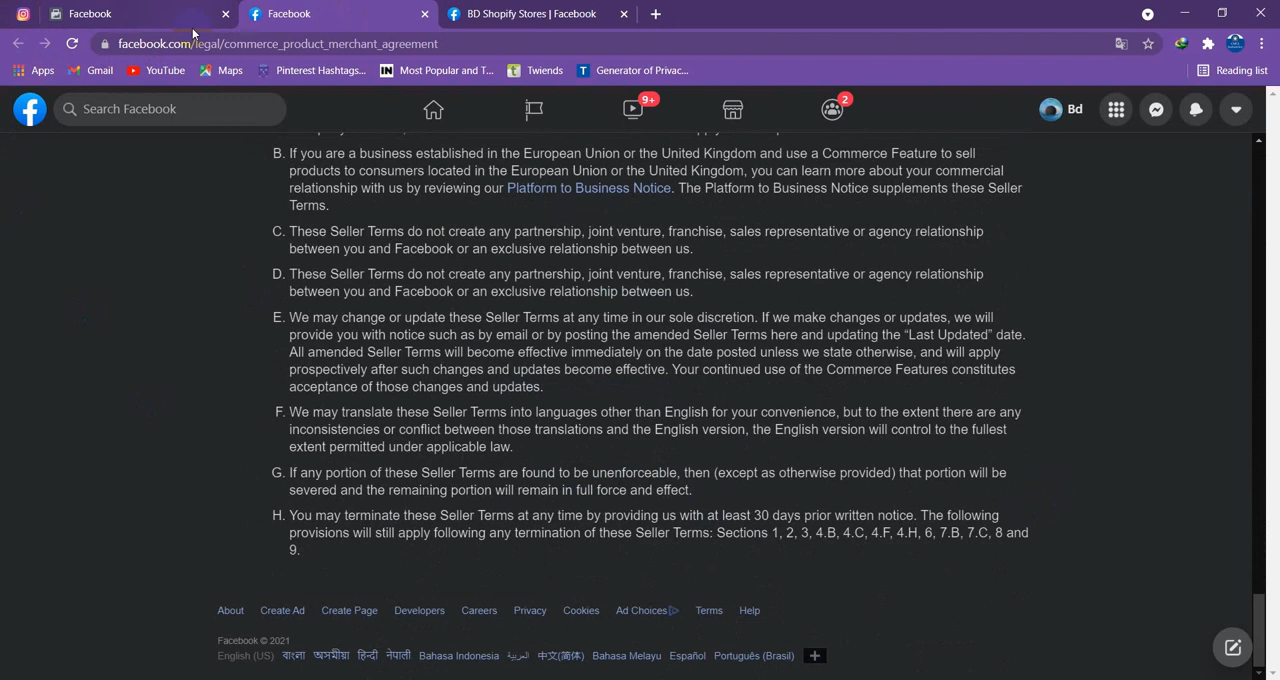 Facebook
Facebook
BD Shopify Stores | Facebook
facebook.com/legal/commerce_product_merchant_agreement
Apps
Gmail
YouTube
Maps
Pinterest Hashtags...
IN
Most Popular and T...
t
Twiends
T
Generator of Privac...
Reading list
f
Search Facebook
9+
2
Bd
B. If you are a business established in the European Union or the United Kingdom and use a Commerce Feature to sell
products to consumers located in the European Union or the United Kingdom, you can learn more about your commercial
relationship with us by reviewing our Platform to Business Notice. The Platform to Business Notice supplements these Seller
Terms.
C. These Seller Terms do not create any partnership, joint venture, franchise, sales representative or agency relationship
between you and Facebook or an exclusive relationship between us.
D. These Seller Terms do not create any partnership, joint venture, franchise, sales representative or agency relationship
between you and Facebook or an exclusive relationship between us.
E. We may change or update these Seller Terms at any time in our sole discretion. If we make changes or updates, we will
provide you with notice such as by email or by posting the amended Seller Terms here and updating the “Last Updated” date.
All amended Seller Terms will become effective immediately on the date posted unless we state otherwise, and will apply
prospectively after such changes and updates become effective. Your continued use of the Commerce Features constitutes
acceptance of those changes and updates.
F. We may translate these Seller Terms into languages other than English for your convenience, but to the extent there are any
inconsistencies or conflict between those translations and the English version, the English version will control to the fullest
extent permitted under applicable law.
G. If any portion of these Seller Terms are found to be unenforceable, then (except as otherwise provided) that portion will be
severed and the remaining portion will remain in full force and effect.
H. You may terminate these Seller Terms at any time by providing us with at least 30 days prior written notice. The following
provisions will still apply following any termination of these Seller Terms: Sections 1, 2, 3, 4.B, 4.C, 4.F, 4.H, 6, 7.B, 7.C, 8 and
9.
About Create Ad Create Page Developers Careers Privacy Cookies Ad Choices Terms Help
Facebook © 2021
English (US) বাংলা অসমীয়া हिन्दी नेपाली Bahasa Indonesia العربية 中文(简体) Bahasa Melayu Español Português (Brasil)